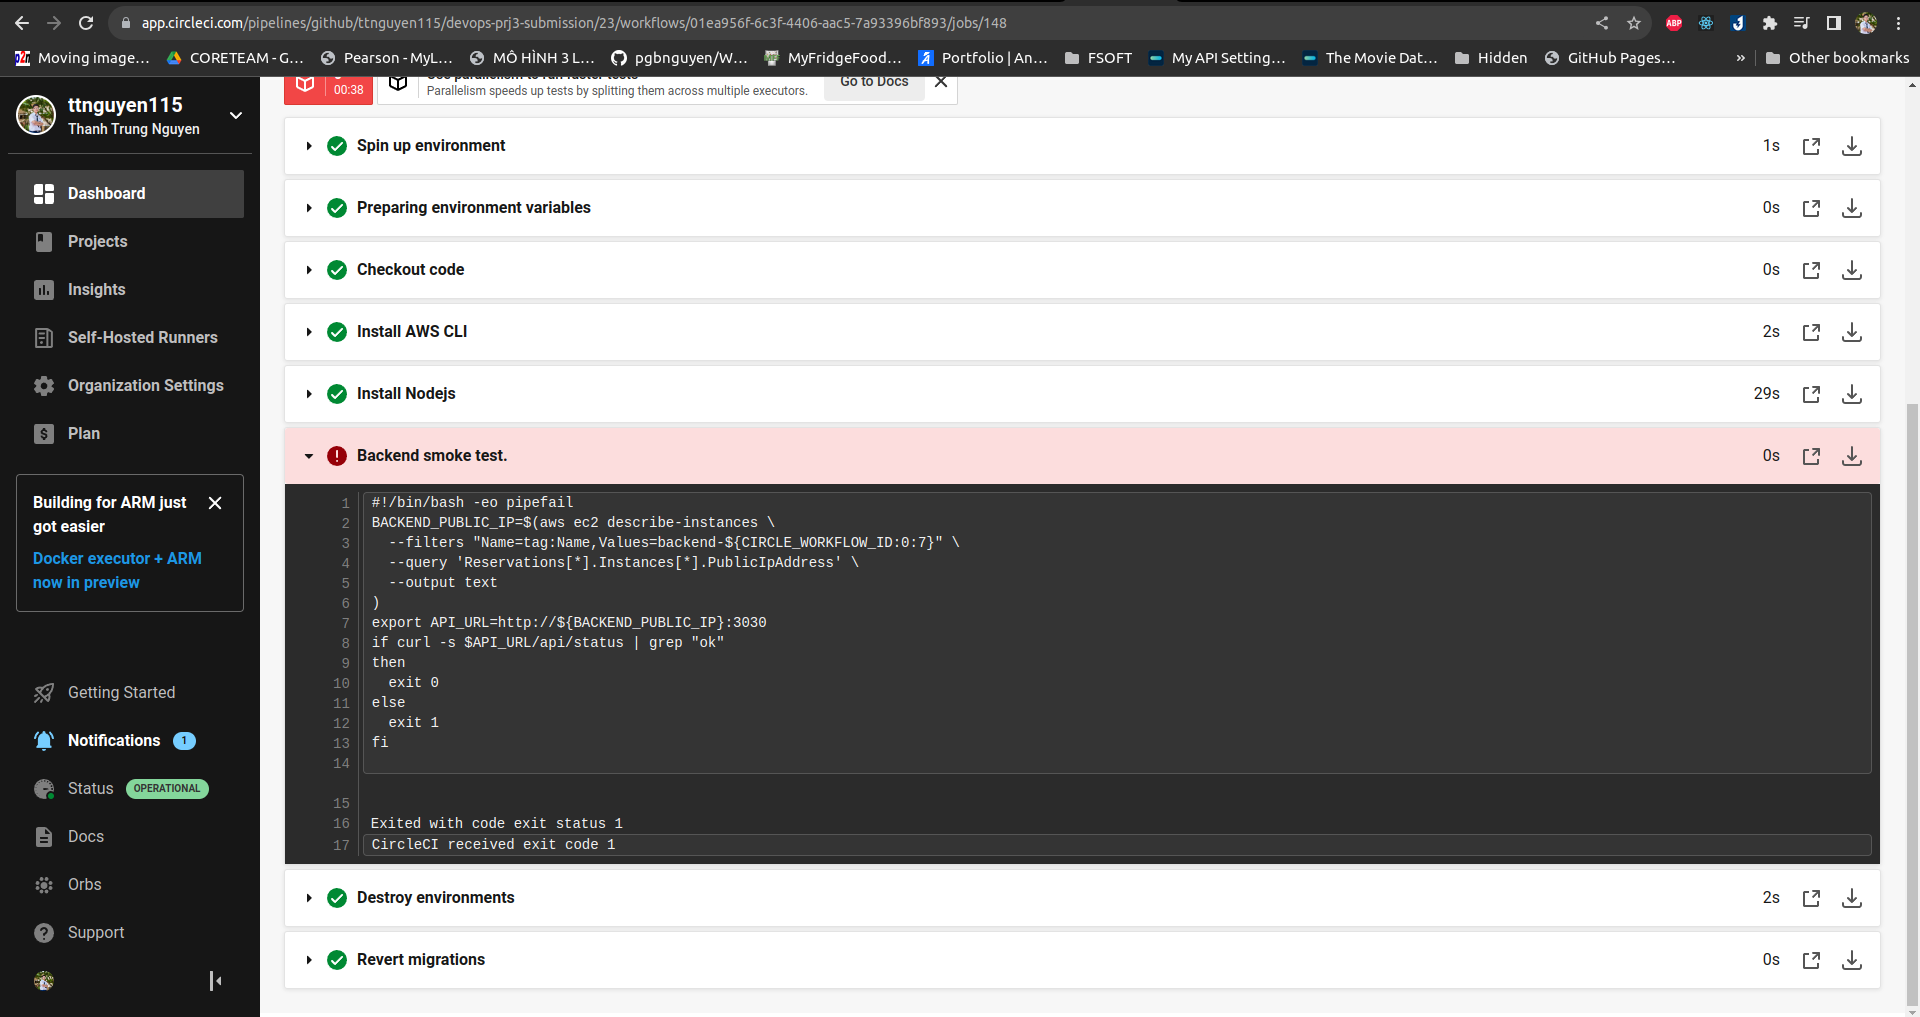 app.circleci.com/pipelines/github/ttnguyen115/devops-prj3-submission/23/workflows/01ea956f-6c3f-4406-aac5-7a93396bf893/jobs/148
ABP
Moving image...
CORETEAM - G...
Pearson - MyL...
MÔ HÌNH 3 L...
pgbnguyen/W...
MyFridgeFood...
Portfolio | An...
FSOFT
My API Setting...
The Movie Dat...
Hidden
GitHub Pages...
»
Other bookmarks
ttnguyen115
Thanh Trung Nguyen
Dashboard
Projects
Insights
Self-Hosted Runners
Organization Settings
Plan
Building for ARM just
got easier
Docker executor + ARM
now in preview
Getting Started
Notifications 1
Status OPERATIONAL
Docs
Orbs
Support
00:38
Use parallelism to run faster tests
Parallelism speeds up tests by splitting them across multiple executors.
Go to Docs
Spin up environment 1s
Preparing environment variables 0s
Checkout code 0s
Install AWS CLI 2s
Install Nodejs 29s
Backend smoke test. 0s
1 #!/bin/bash -eo pipefail
2 BACKEND_PUBLIC_IP=$(aws ec2 describe-instances \
3   --filters "Name=tag:Name,Values=backend-${CIRCLE_WORKFLOW_ID:0:7}" \
4   --query 'Reservations[*].Instances[*].PublicIpAddress' \
5   --output text
6 )
7 export API_URL=http://${BACKEND_PUBLIC_IP}:3030
8 if curl -s $API_URL/api/status | grep "ok"
9 then
10   exit 0
11 else
12   exit 1
13 fi
14
15
16 Exited with code exit status 1
17 CircleCI received exit code 1
Destroy environments 2s
Revert migrations 0s